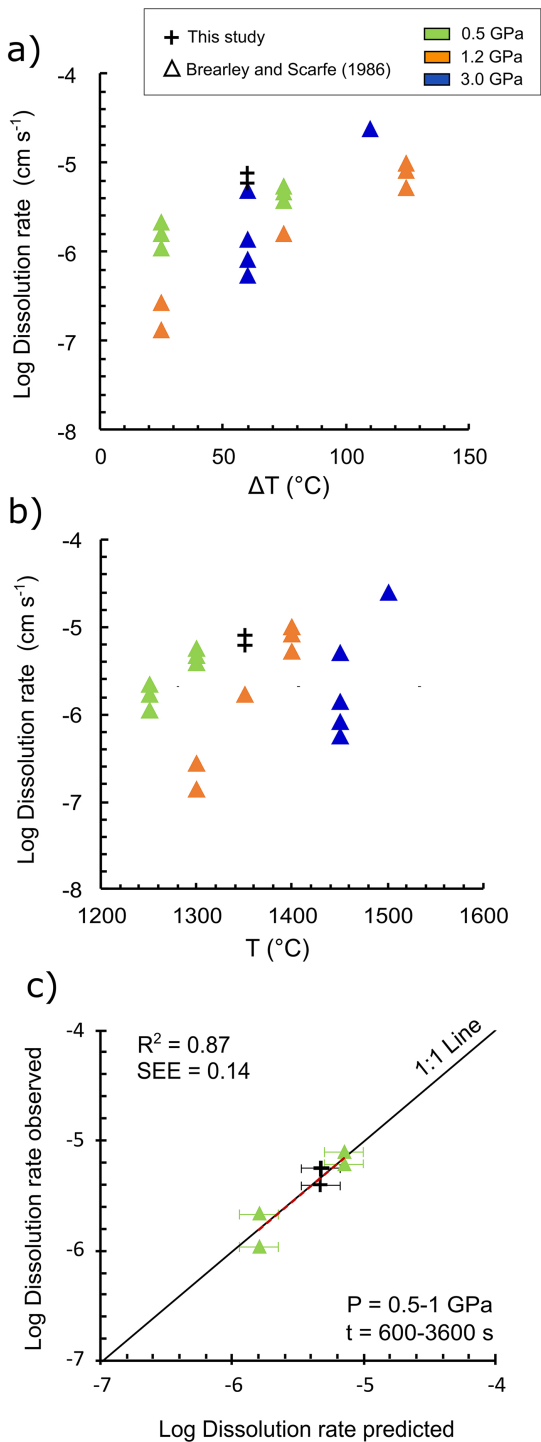 a)
This study
Brearley and Scarfe (1986)
0.5 GPa
1.2 GPa
3.0 GPa
-4
-5
-6
-7
-8
Log Dissolution rate (cm s⁻¹)
0 50 100 150
ΔT (°C)
b)
-4
-5
-6
-7
-8
Log Dissolution rate (cm s⁻¹)
1200 1300 1400 1500 1600
T (°C)
c)
-4
-5
-6
-7
Log Dissolution rate observed
R² = 0.87
SEE = 0.14
1:1 Line
P = 0.5-1 GPa
t = 600-3600 s
-7 -6 -5 -4
Log Dissolution rate predicted